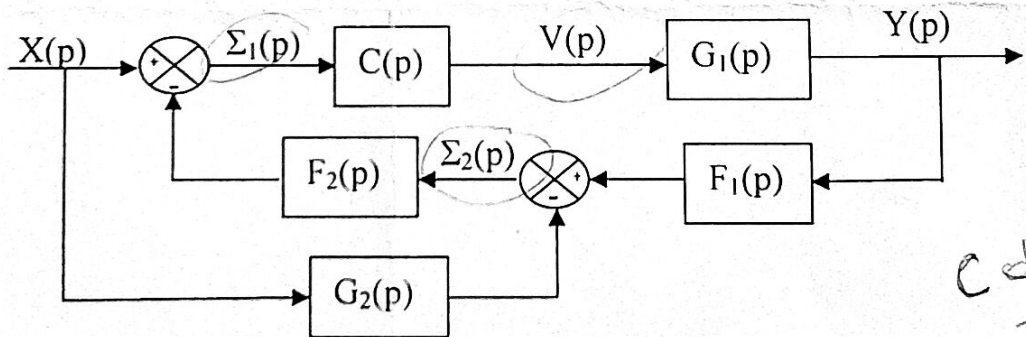 X(p) + - Σ₁(p) C(p) V(p) G₁(p) Y(p)
F₂(p) Σ₂(p) + - F₁(p)
G₂(p)